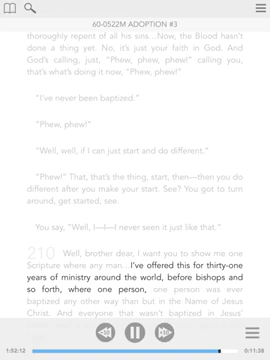 60-0522M ADOPTION #3
thoroughly repent of all his sins...Now, the Blood hasn't
done a thing yet. No, it's just your faith in God. And
God's calling, just, “Phew, phew, phew!” calling you,
that's what's doing it now, “Phew, phew!”
“I've never been baptized.”
“Phew, phew!”
“Well, well, if I can just start and do different.”
“Phew!” That, that's the thing, start, then—then you do
different after you make your start. See? You got to turn
around, get started, see.
You say, “Well, I—I—I never seen it just like that.”
210 Well, brother dear, I want you to show me one
Scripture where any man... I've offered this for thirty-one
years of ministry around the world, before bishops and
so forth, where one person, one person was ever
baptized any other way than but in the Name of Jesus
Christ. And everyone that wasn't baptized in Jesus'
1:52:12
0:11:38